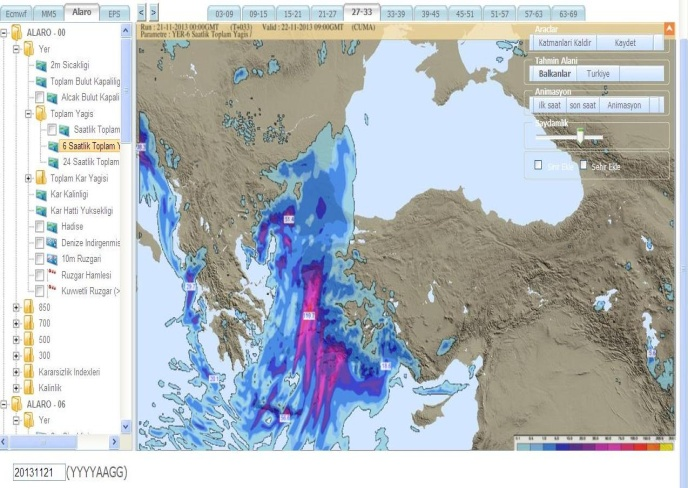 Ecmwf MM5 Alaro EPS < > 03-09 09-15 15-21 21-27 27-33 33-39 39-45 45-51 51-57 57-63 63-69
Run : 21-11-2013 00:00GMT (T+033) Valid : 22-11-2013 09:00GMT (CUMA)
Parametre : YER-6 Saatlik Toplam Yagis /
ALARO - 00
Yer
2m Sicakligi
Toplam Bulut Kapalilig
Alcak Bulut Kapali
Toplam Yagis
Saatlik Toplam
6 Saatlik Toplam Y
24 Saatlik Toplam
Toplam Kar Yagisi
Kar Kalinligi
Kar Hatti Yuksekligi
Hadise
Denize Indirgenmis
10m Ruzgari
Ruzgar Hamlesi
Kuvvetli Ruzgar (>
850
700
500
300
Kararsizlik Indexleri
Kalinlik
ALARO - 06
Yer
Araclar
Katmanlari Kaldir Kaydet
Tahmin Alani
Balkanlar Turkiye
Animasyon
ilk saat son saat Animasyon
Saydamlik
Sehir Ekle
20131121 (YYYYAAGG)